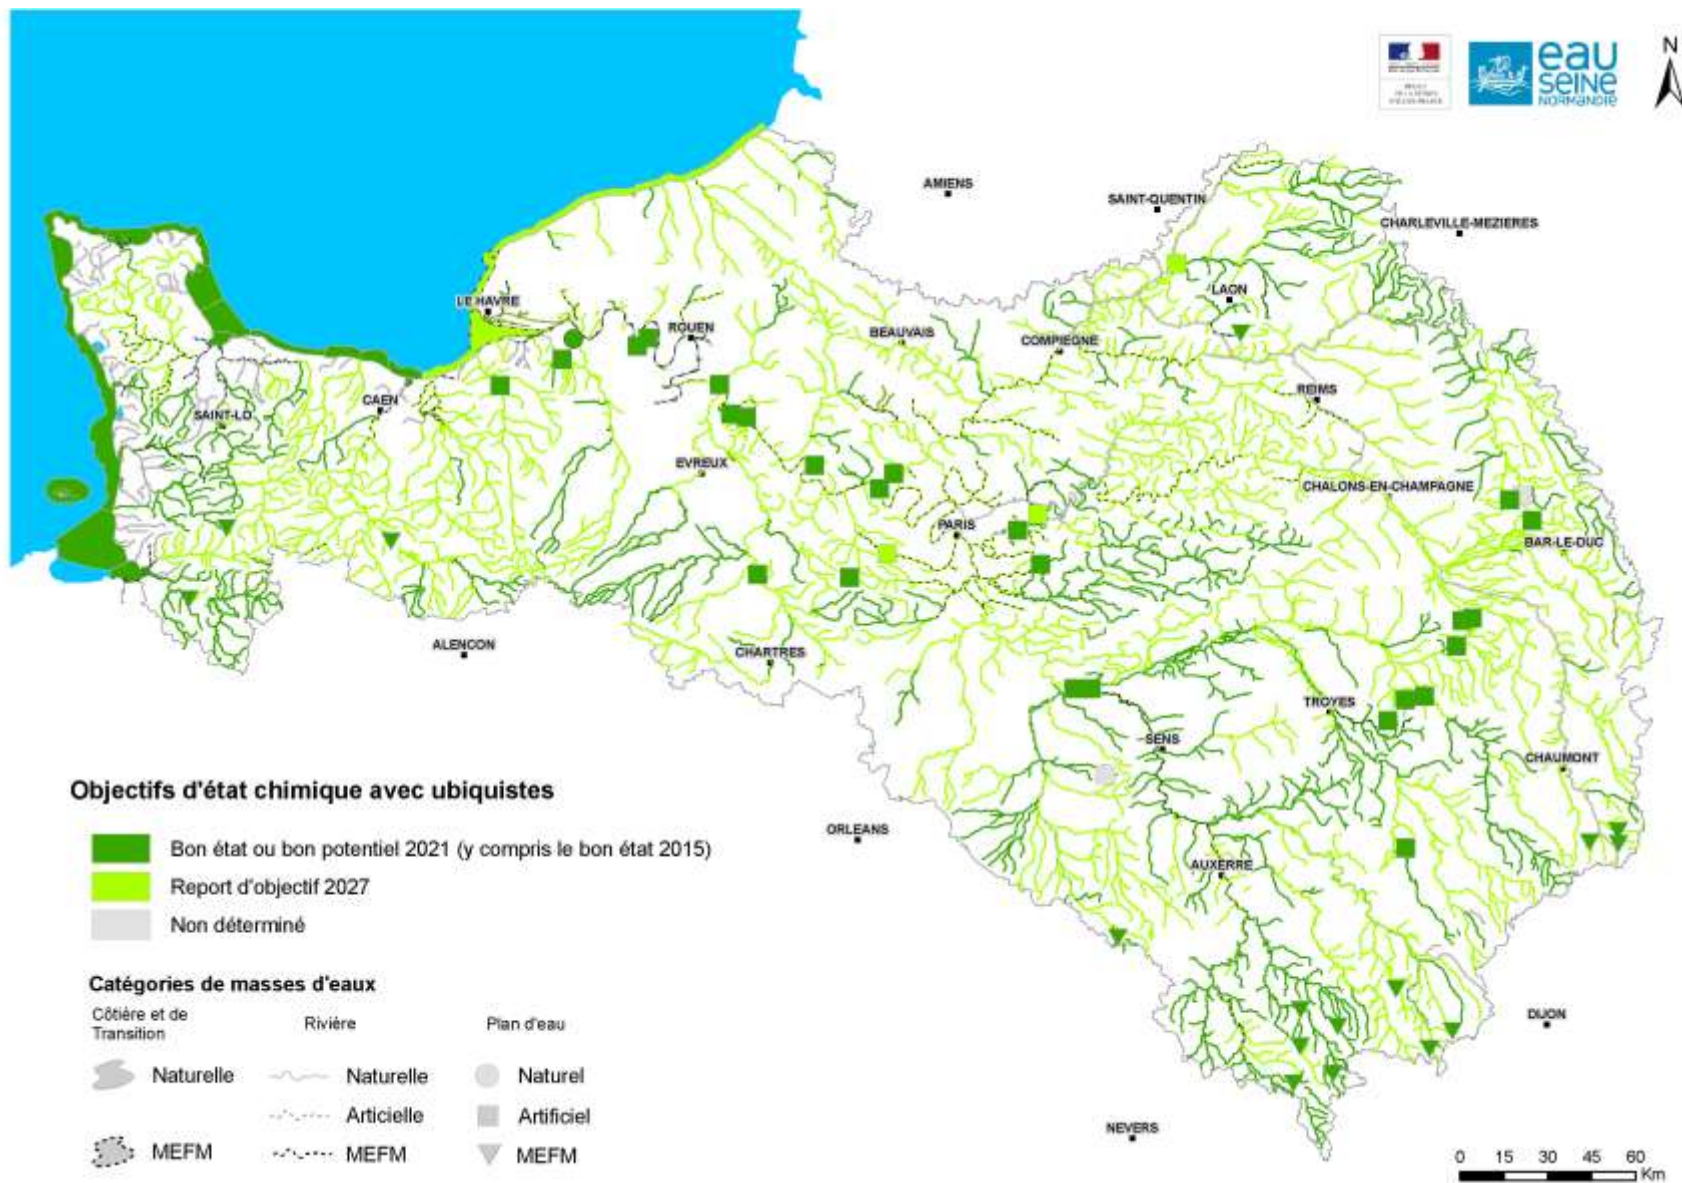 eau
SEINE
NORMANDIE
N
AMIENS
SAINT-QUENTIN
CHARLEVILLE-MEZIERES
LAON
LE HAVRE
ROUEN
BEAUVAIS
COMPIEGNE
REIMS
CAEN
SAINT-LO
EVREUX
CHALONS-EN-CHAMPAGNE
PARIS
BAR-LE-DUC
ALENCON
CHARTRES
TROYES
SENS
CHAUMONT
ORLEANS
AUXERRE
DIJON
NEVERS
Objectifs d'état chimique avec ubiquistes
Bon état ou bon potentiel 2021 (y compris le bon état 2015)
Report d'objectif 2027
Non déterminé
Catégories de masses d'eaux
Côtière et de
Transition
Rivière
Plan d'eau
Naturelle
Naturelle
Naturel
Articielle
Artificiel
MEFM
MEFM
MEFM
0 15 30 45 60
Km